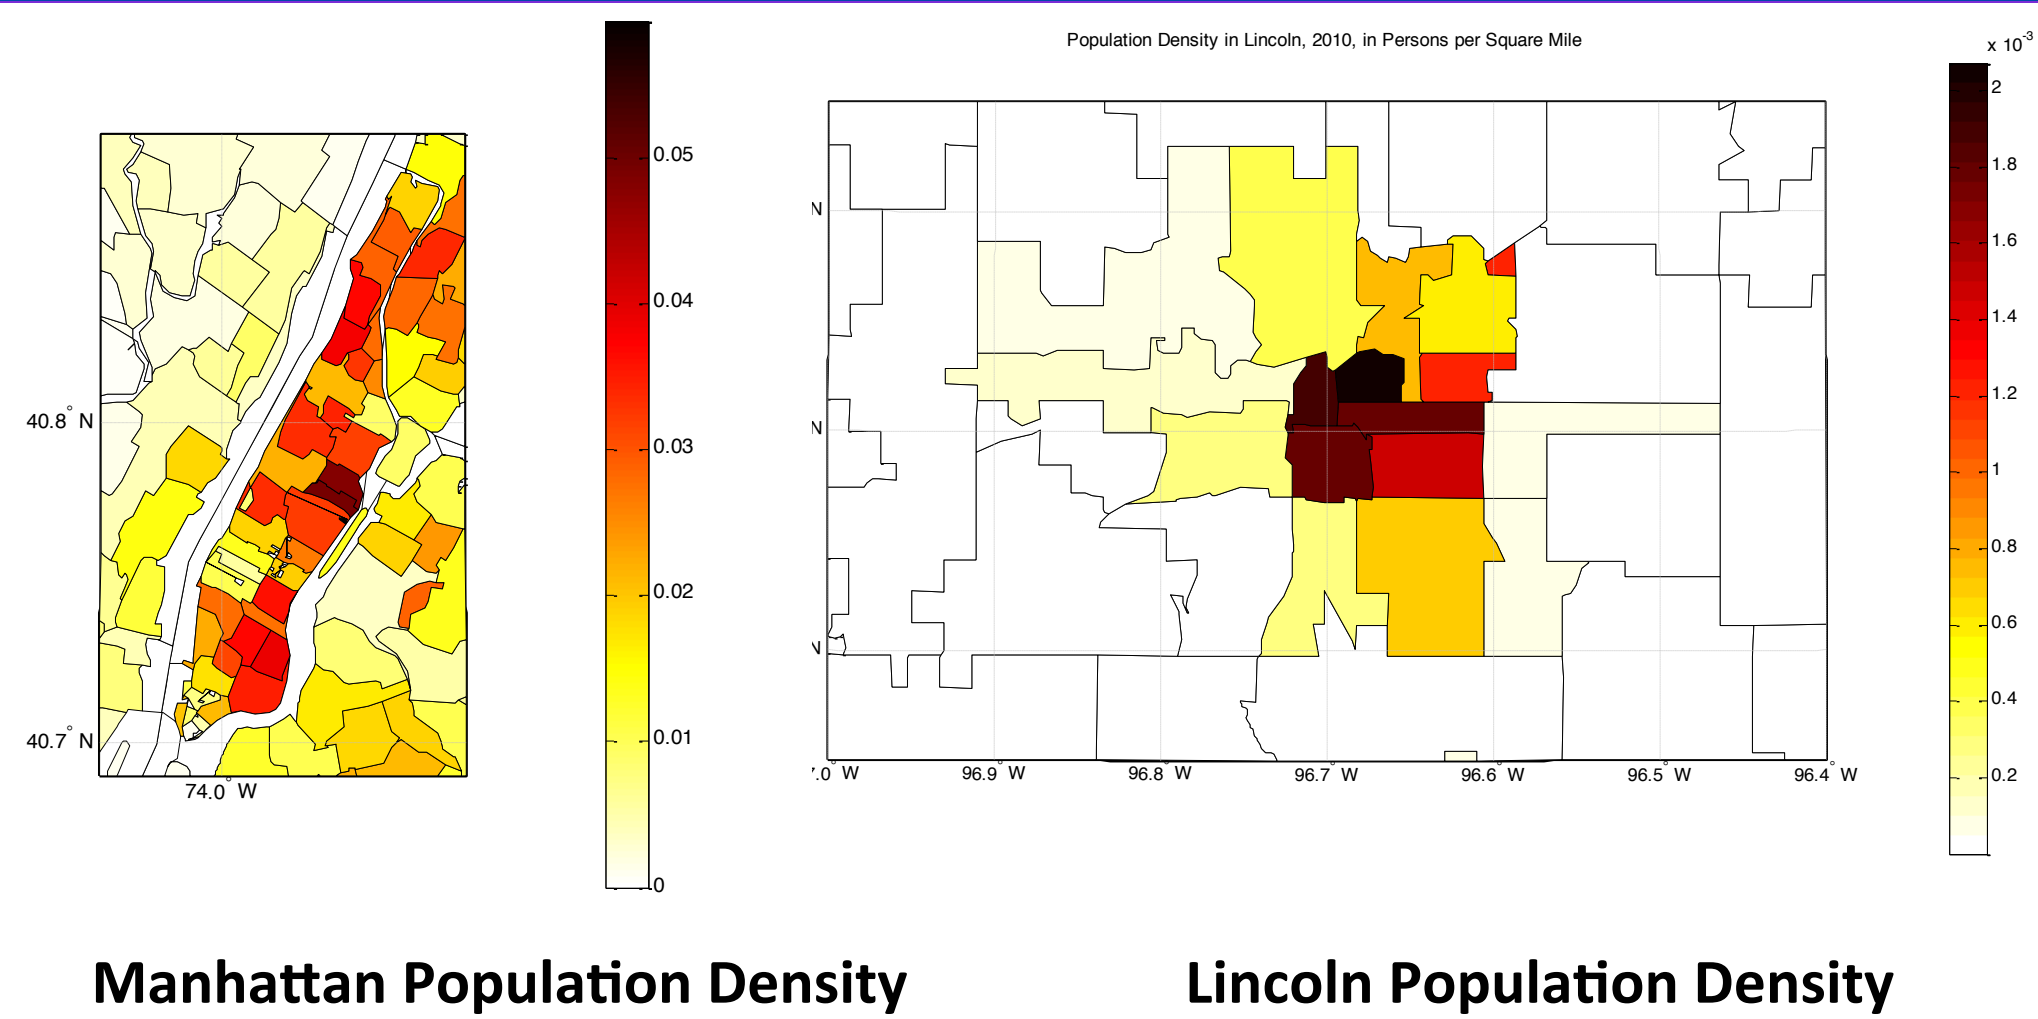 Population Density in Lincoln, 2010, in Persons per Square Mile
x 10-3
0.05
0.04
0.03
0.02
0.01
0
40.8° N
40.7° N
74.0° W
N
N
N
.0° W
96.9° W
96.8° W
96.7° W
96.6° W
96.5° W
96.4° W
2
1.8
1.6
1.4
1.2
1
0.8
0.6
0.4
0.2
Manhattan Population Density
Lincoln Population Density